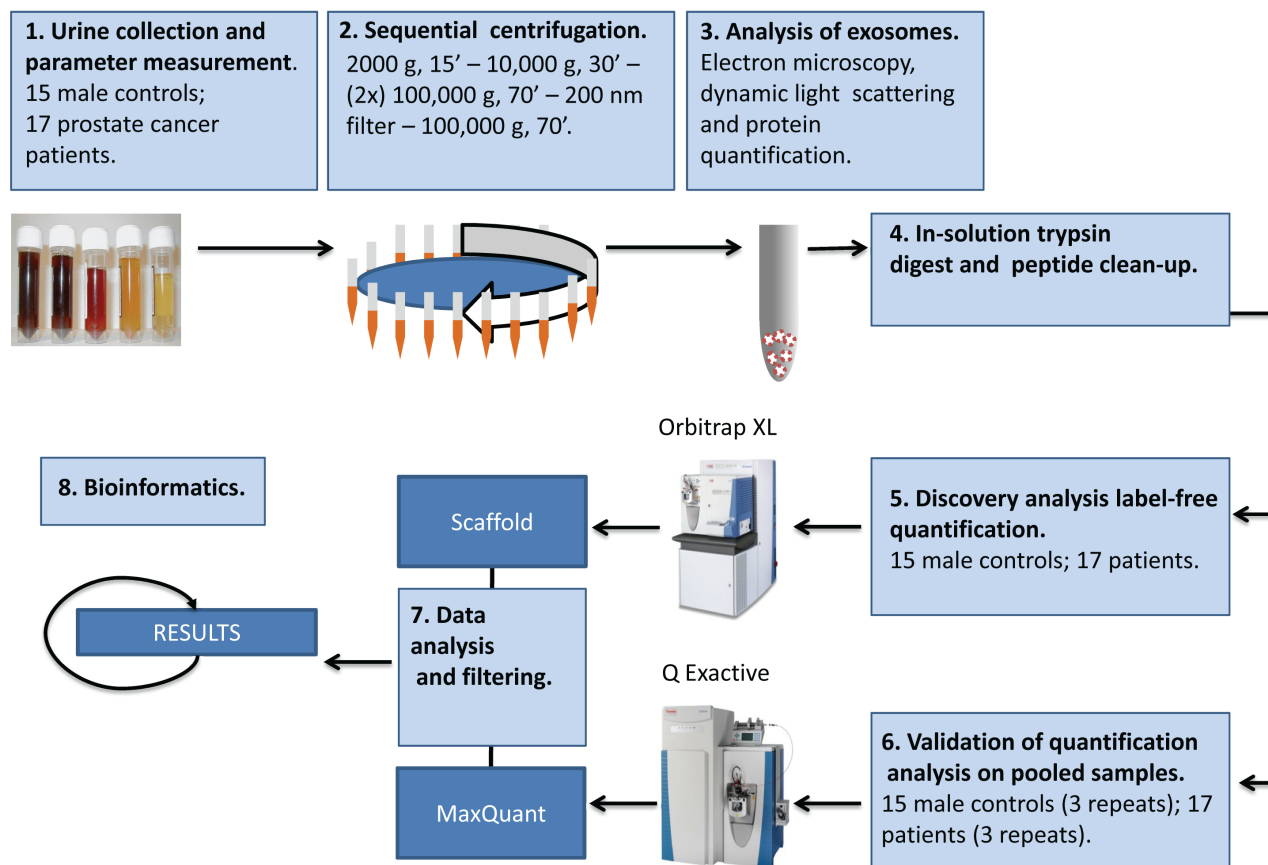 1. Urine collection and
parameter measurement.
15 male controls;
17 prostate cancer
patients.
2. Sequential centrifugation.
2000 g, 15’ – 10,000 g, 30’ –
(2x) 100,000 g, 70’ – 200 nm
filter – 100,000 g, 70’.
3. Analysis of exosomes.
Electron microscopy,
dynamic light scattering
and protein
quantification.
4. In-solution trypsin
digest and peptide clean-up.
Orbitrap XL
5. Discovery analysis label-free
quantification.
15 male controls; 17 patients.
Scaffold
8. Bioinformatics.
7. Data
analysis
and filtering.
RESULTS
Q Exactive
6. Validation of quantification
analysis on pooled samples.
15 male controls (3 repeats); 17
patients (3 repeats).
MaxQuant